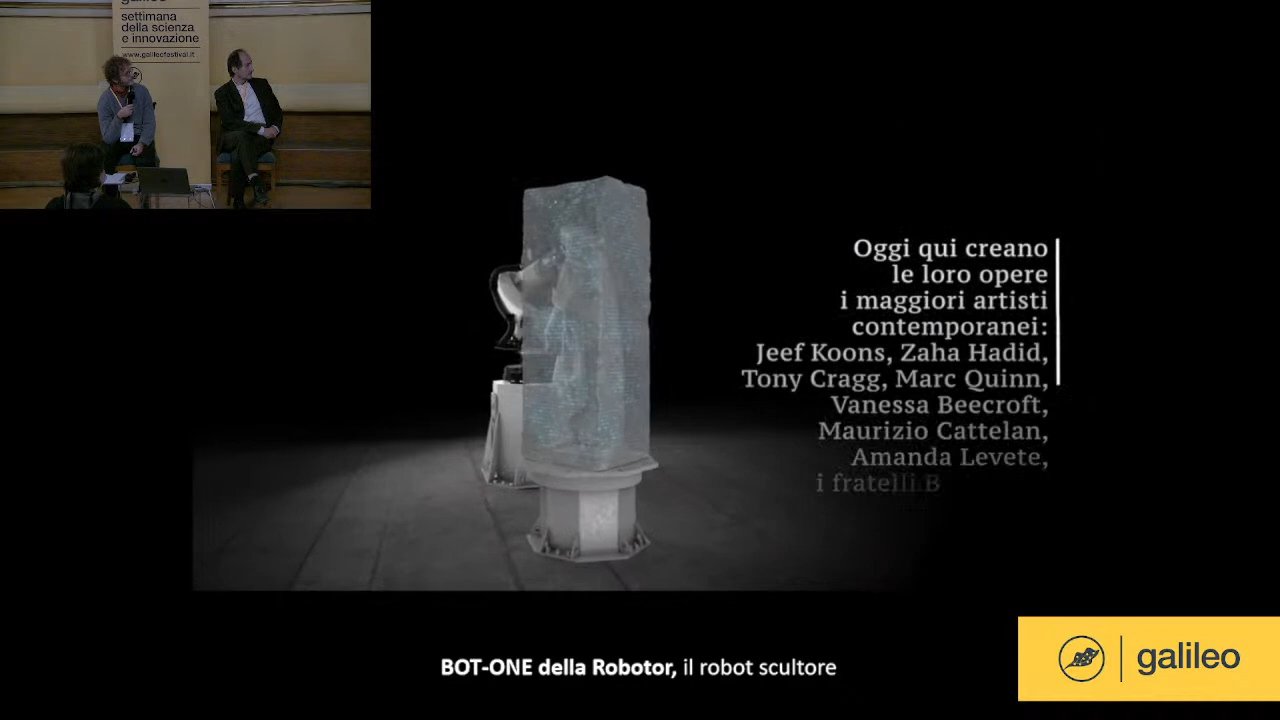 galileo
settimana
della scienza
e innovazione
www.galileofestival.it
Oggi qui creano
le loro opere
i maggiori artisti
contemporanei:
Jeef Koons, Zaha Hadid,
Tony Cragg, Marc Quinn,
Vanessa Beecroft,
Maurizio Cattelan,
Amanda Levete,
i fratelli B
BOT-ONE della Robotor, il robot scultore
galileo